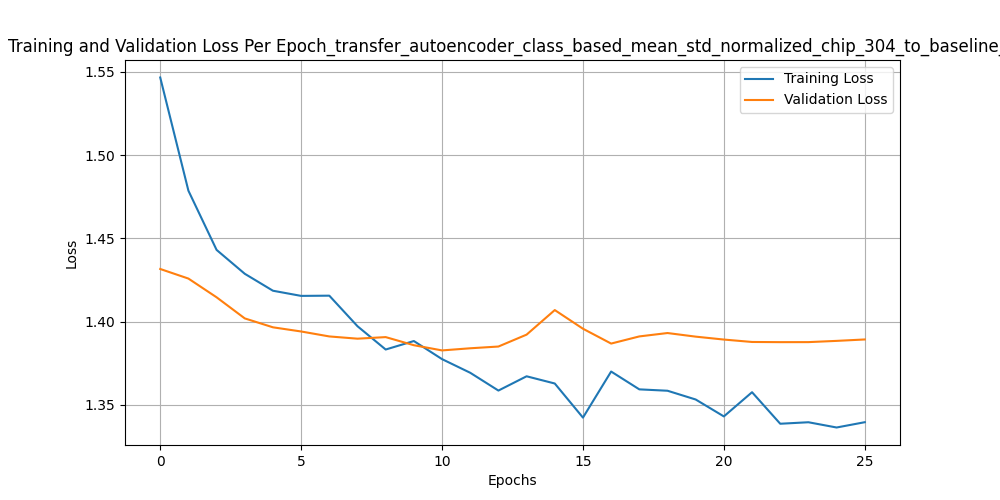 Training and Validation Loss Per Epoch_transfer_autoencoder_class_based_mean_std_normalized_chip_304_to_baseline_
Training Loss
Validation Loss
1.55
1.50
1.45
1.40
1.35
Loss
0 5 10 15 20 25
Epochs